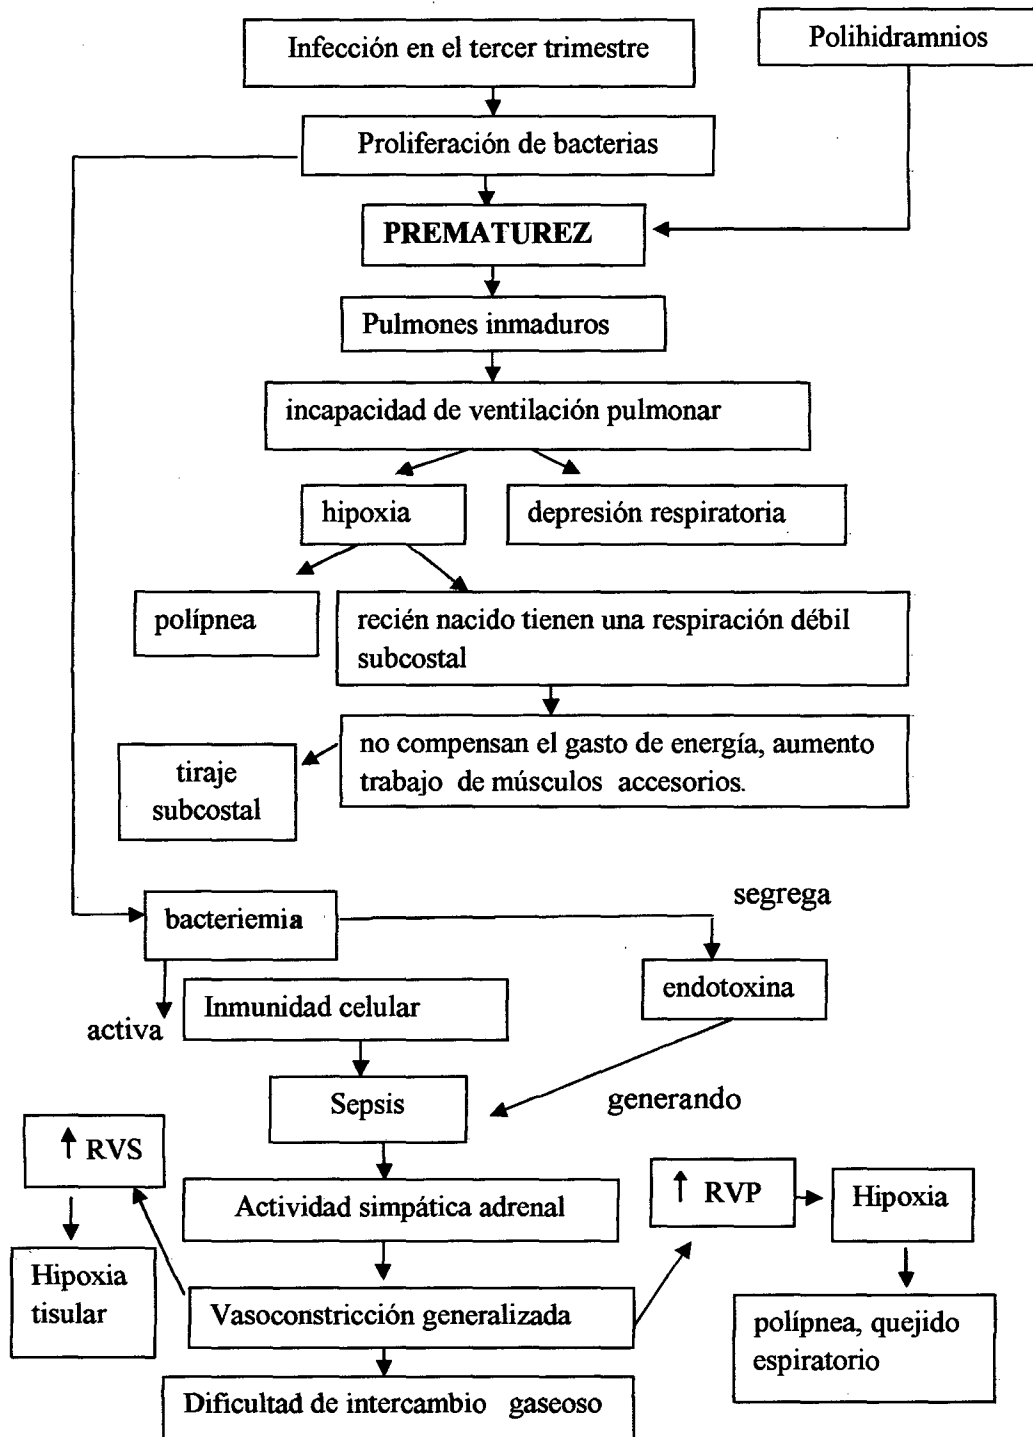 Infección en el tercer trimestre
Polihidramnios
Proliferación de bacterias
PREMATUREZ
Pulmones inmaduros
incapacidad de ventilación pulmonar
hipoxia
depresión respiratoria
polípnea
recién nacido tienen una respiración débil
subcostal
no compensan el gasto de energía, aumento
trabajo de músculos accesorios.
tiraje
subcostal
segrega
bacteriemia
endotoxina
Inmunidad celular
activa
Sepsis
generando
↑ RVS
↑ RVP
Hipoxia
Actividad simpática adrenal
Hipoxia
tisular
Vasoconstricción generalizada
polípnea, quejido
espiratorio
Dificultad de intercambio gaseoso